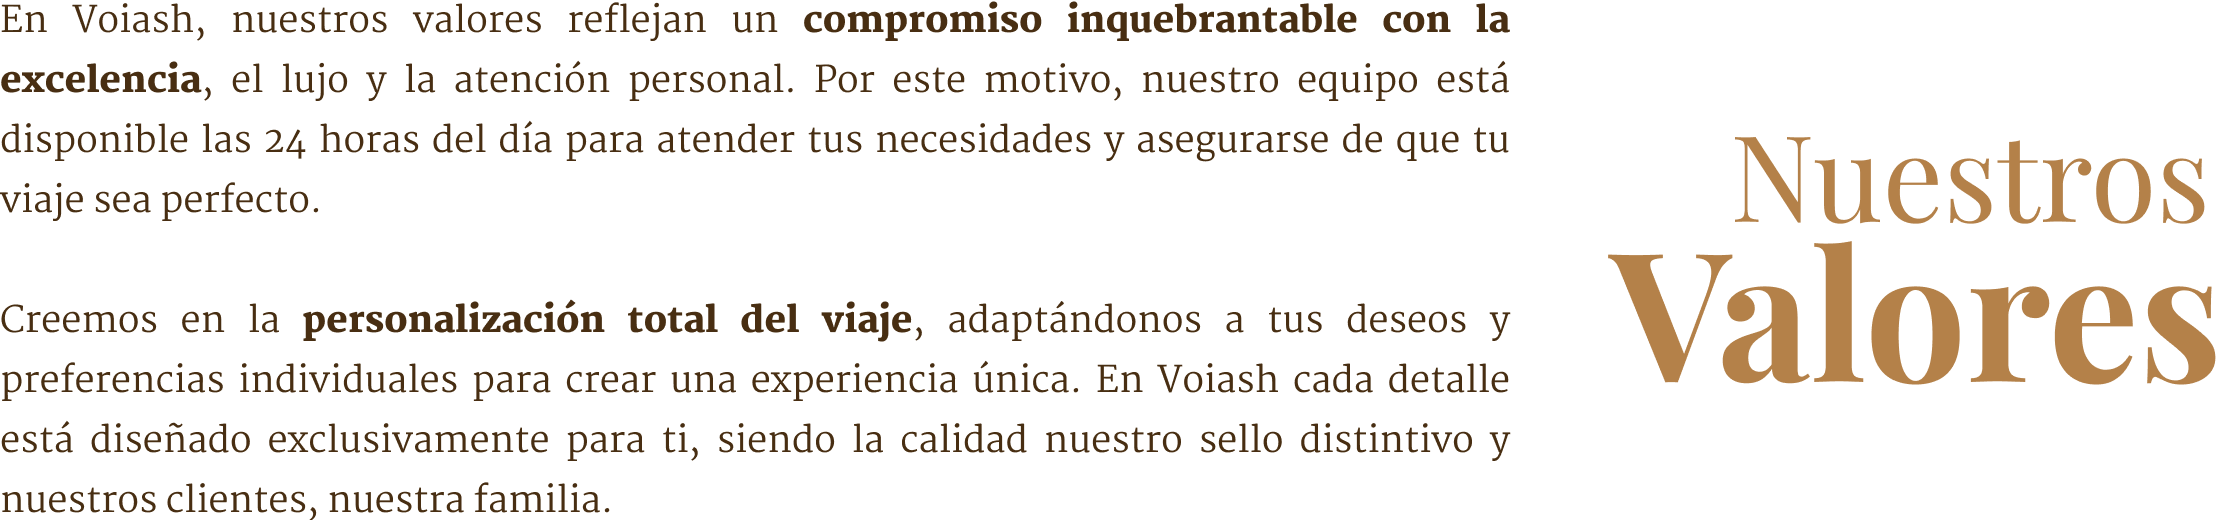 En Voiash, nuestros valores reflejan un compromiso inquebrantable con la
excelencia, el lujo y la atención personal. Por este motivo, nuestro equipo está
disponible las 24 horas del día para atender tus necesidades y asegurarse de que tu
viaje sea perfecto.
Creemos en la personalización total del viaje, adaptándonos a tus deseos y
preferencias individuales para crear una experiencia única. En Voiash cada detalle
está diseñado exclusivamente para ti, siendo la calidad nuestro sello distintivo y
nuestros clientes, nuestra familia.
Nuestros
Valores